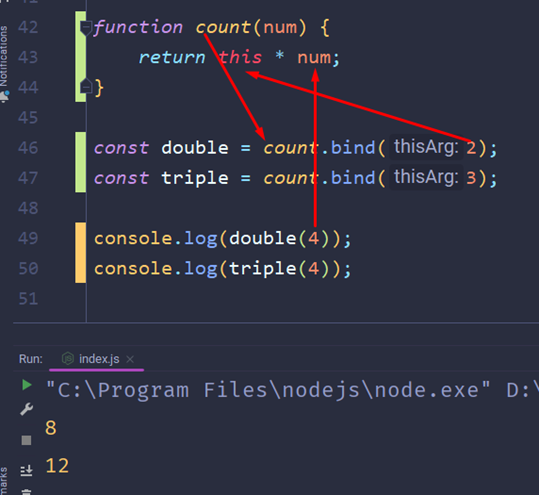 Notifications
42 function count(num) {
43 return this * num;
44 }
45
46 const double = count.bind( thisArg: 2);
47 const triple = count.bind( thisArg: 3);
48
49 console.log(double(4));
50 console.log(triple(4));
51
Run: index.js ×
"C:\Program Files\nodejs\node.exe" D:\
8
12